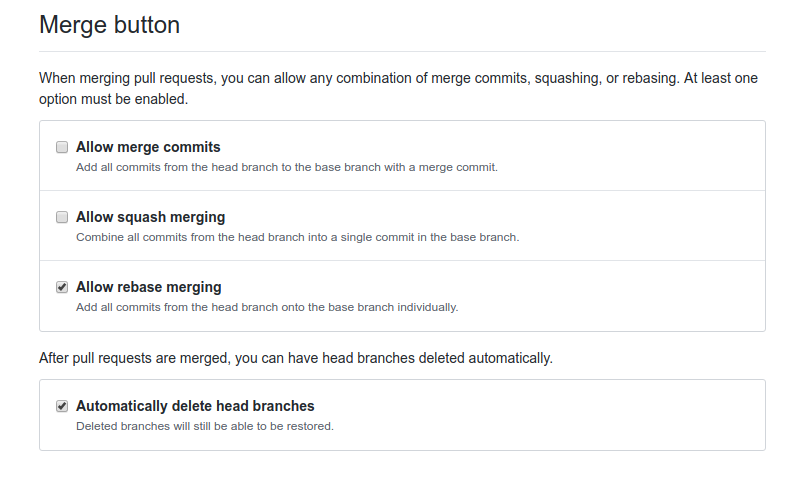 Merge button
When merging pull requests, you can allow any combination of merge commits, squashing, or rebasing. At least one
option must be enabled.
Allow merge commits
Add all commits from the head branch to the base branch with a merge commit.
Allow squash merging
Combine all commits from the head branch into a single commit in the base branch.
Allow rebase merging
Add all commits from the head branch onto the base branch individually.
After pull requests are merged, you can have head branches deleted automatically.
Automatically delete head branches
Deleted branches will still be able to be restored.